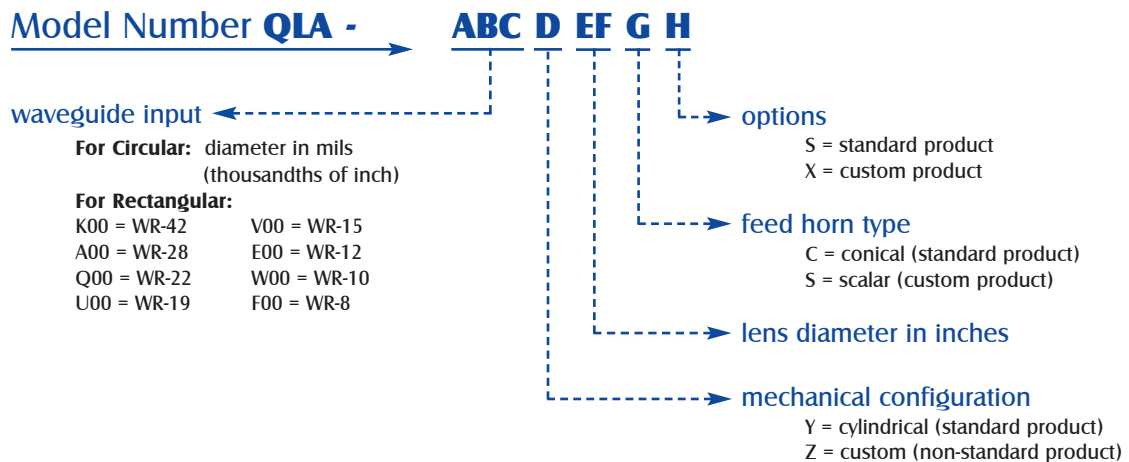 Model Number QLA - ABC D EF G H
waveguide input
For Circular: diameter in mils
(thousandths of inch)
For Rectangular:
K00 = WR-42 V00 = WR-15
A00 = WR-28 E00 = WR-12
Q00 = WR-22 W00 = WR-10
U00 = WR-19 F00 = WR-8
options
S = standard product
X = custom product
feed horn type
C = conical (standard product)
S = scalar (custom product)
lens diameter in inches
mechanical configuration
Y = cylindrical (standard product)
Z = custom (non-standard product)